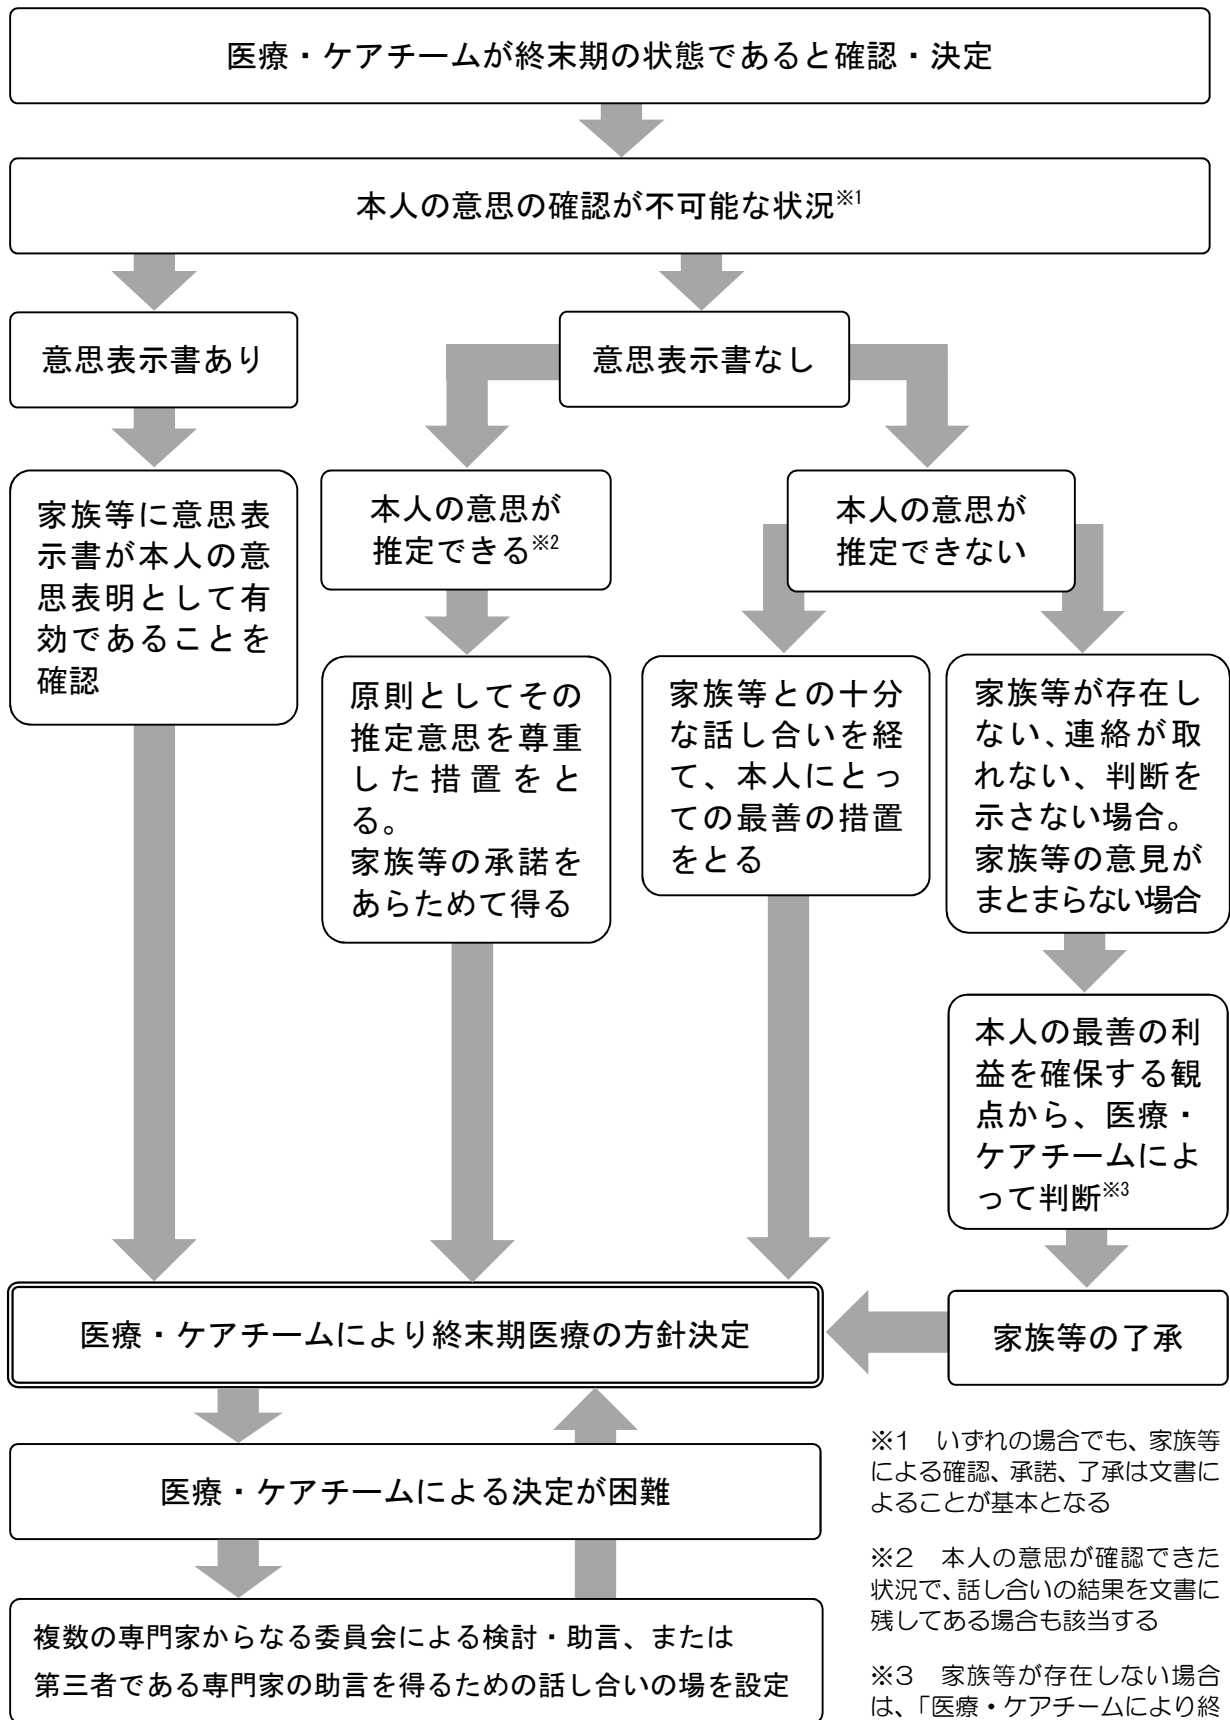 医療・ケアチームが終末期の状態であると確認・決定
本人の意思の確認が不可能な状況※1
意思表示書あり
意思表示書なし
家族等に意思表
示書が本人の意
思表明として有
効であることを
確認
本人の意思が
推定できる※2
本人の意思が
推定できない
原則としてその
推定意思を尊重
した措置をと
る。
家族等の承諾を
あらためて得る
家族等との十分
な話し合いを経
て、本人にとっ
ての最善の措置
をとる
家族等が存在し
ない、連絡が取
れない、判断を
示さない場合。
家族等の意見が
まとまらない場合
本人の最善の利
益を確保する観
点から、医療・
ケアチームによ
って判断※3
医療・ケアチームにより終末期医療の方針決定
家族等の了承
医療・ケアチームによる決定が困難
複数の専門家からなる委員会による検討・助言、または
第三者である専門家の助言を得るための話し合いの場を設定
※1 いずれの場合でも、家族等
による確認、承諾、了承は文書に
よることが基本となる
※2 本人の意思が確認できた
状況で、話し合いの結果を文書に
残してある場合も該当する
※3 家族等が存在しない場合
は、「医療・ケアチームにより終